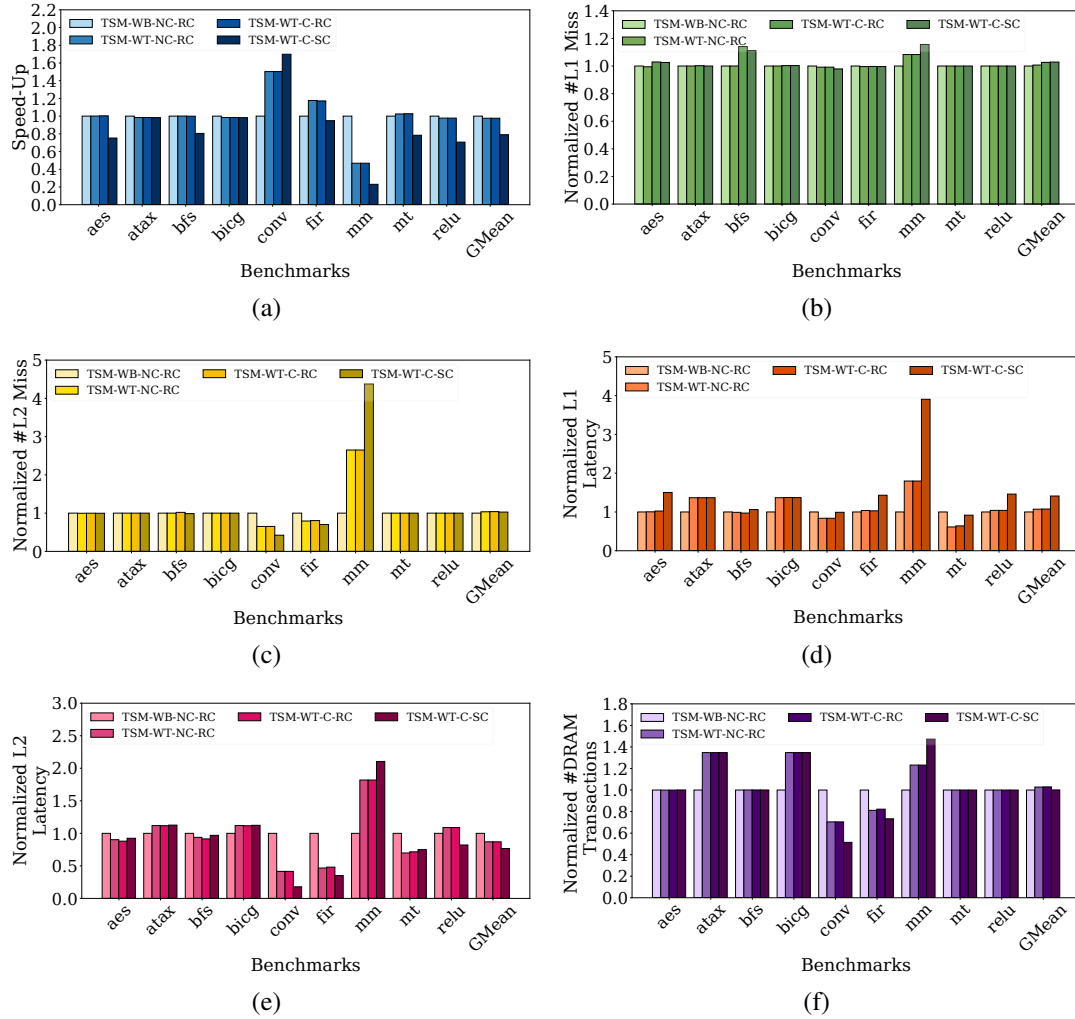 2.2
2.0
1.8
1.6
1.4
1.2
1.0
0.8
0.6
0.4
0.2
0.0
Speed-Up
TSM-WB-NC-RC
TSM-WT-C-RC
TSM-WT-C-SC
TSM-WT-NC-RC
aes
atax
bfs
bicg
conv
fir
mm
mt
relu
GMean
Benchmarks
(a)
1.4
1.2
1.0
0.8
0.6
0.4
0.2
0.0
Normalized #L1 Miss
TSM-WB-NC-RC
TSM-WT-C-RC
TSM-WT-C-SC
TSM-WT-NC-RC
aes
atax
bfs
bicg
conv
fir
mm
mt
relu
GMean
Benchmarks
(b)
5
4
3
2
1
0
Normalized #L2 Miss
TSM-WB-NC-RC
TSM-WT-C-RC
TSM-WT-C-SC
TSM-WT-NC-RC
aes
atax
bfs
bicg
conv
fir
mm
mt
relu
GMean
Benchmarks
(c)
5
4
3
2
1
0
Normalized L1
Latency
TSM-WB-NC-RC
TSM-WT-C-RC
TSM-WT-C-SC
TSM-WT-NC-RC
aes
atax
bfs
bicg
conv
fir
mm
mt
relu
GMean
Benchmarks
(d)
3.0
2.5
2.0
1.5
1.0
0.5
0.0
Normalized L2
Latency
TSM-WB-NC-RC
TSM-WT-C-RC
TSM-WT-C-SC
TSM-WT-NC-RC
aes
atax
bfs
bicg
conv
fir
mm
mt
relu
GMean
Benchmarks
(e)
1.8
1.6
1.4
1.2
1.0
0.8
0.6
0.4
0.2
0.0
Normalized #DRAM
Transactions
TSM-WB-NC-RC
TSM-WT-C-RC
TSM-WT-C-SC
TSM-WT-NC-RC
aes
atax
bfs
bicg
conv
fir
mm
mt
relu
GMean
Benchmarks
(f)